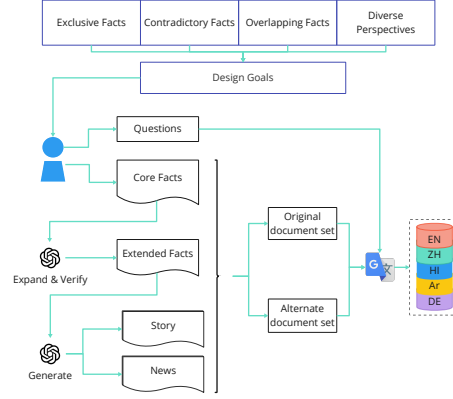 Exclusive Facts
Contradictory Facts
Overlapping Facts
Diverse
Perspectives
Design Goals
Questions
Core Facts
Original
document set
Extended Facts
Expand & Verify
Alternate
document set
Story
News
Generate
G
文
EN
ZH
HI
Ar
DE